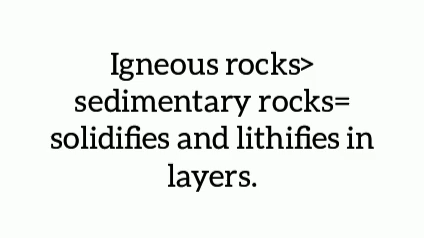 Igneous rocks>
sedimentary rocks=
solidifies and lithifies in
layers.